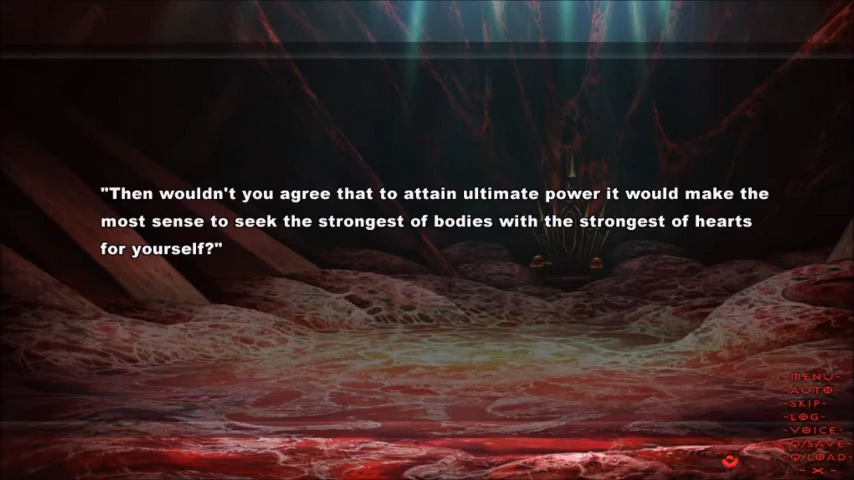 "Then wouldn't you agree that to attain ultimate power it would make the
most sense to seek the strongest of bodies with the strongest of hearts
for yourself?"
-MENU-
-AUTO-
-SKIP-
-LOG-
-VOICE-
-Q/SAVE-
-Q/LOAD-
-X-